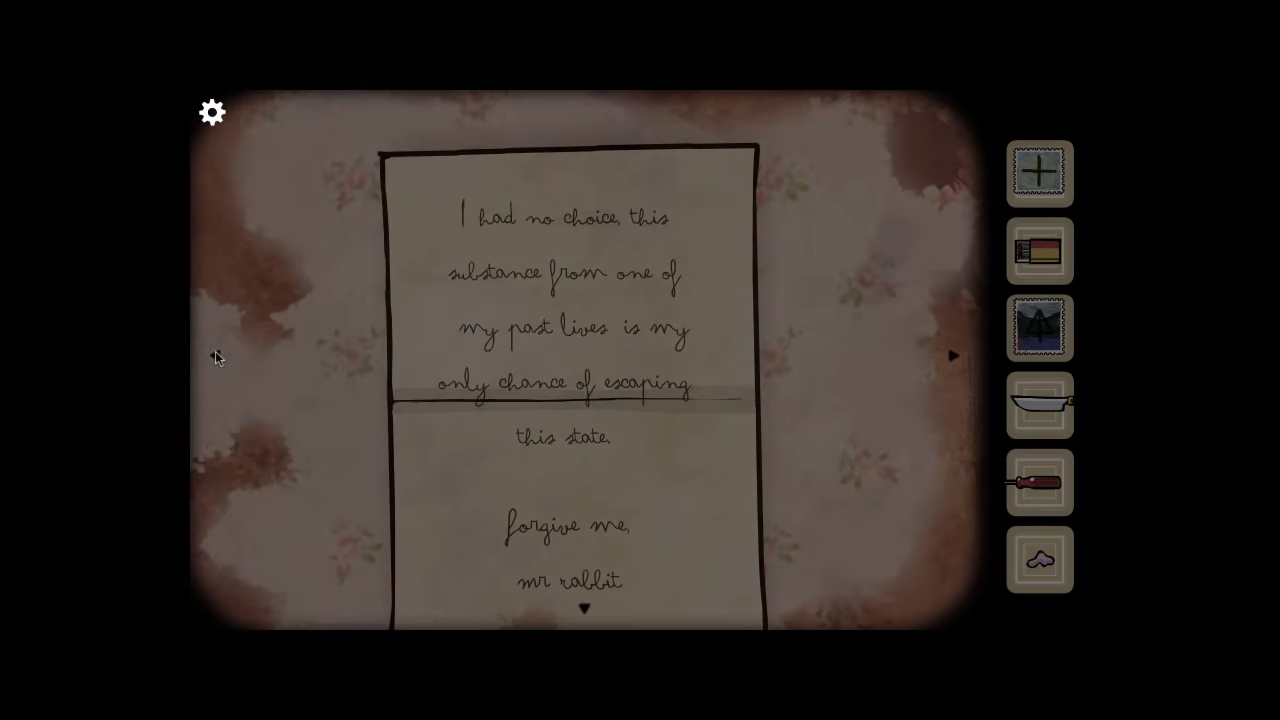 I had no choice, this
substance from one of
my past lives is my
only chance of escaping
this state.
forgive me,
mr rabbit